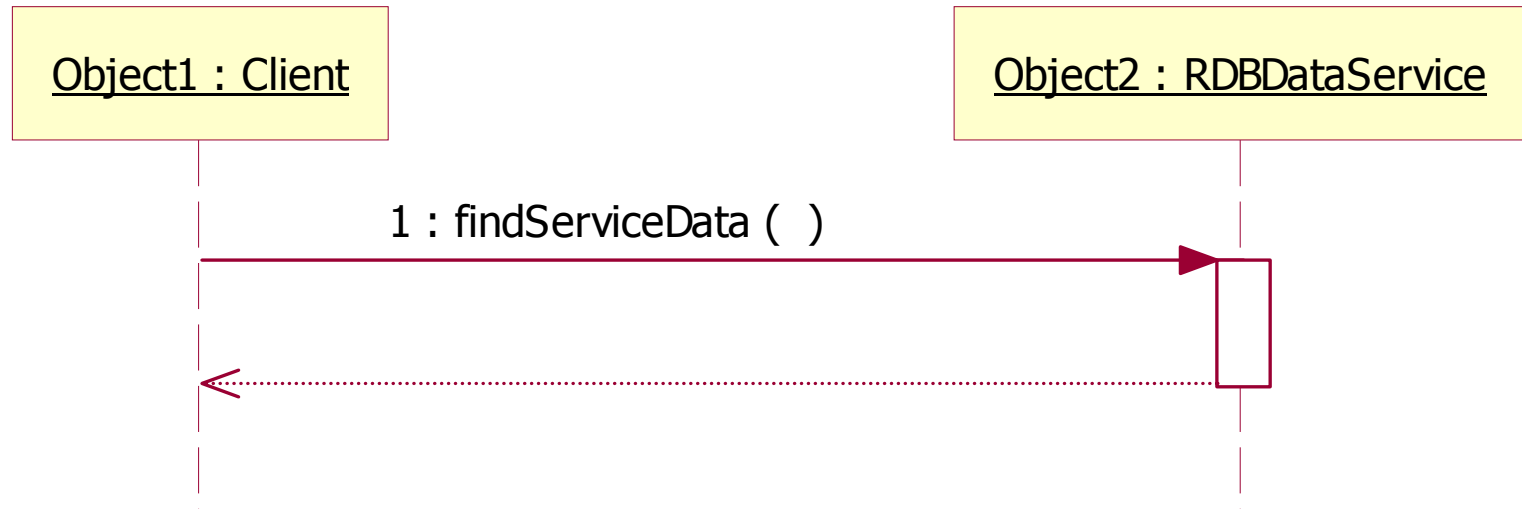 Object1 : Client
Object2 : RDBDataService
1 : findServiceData (  )